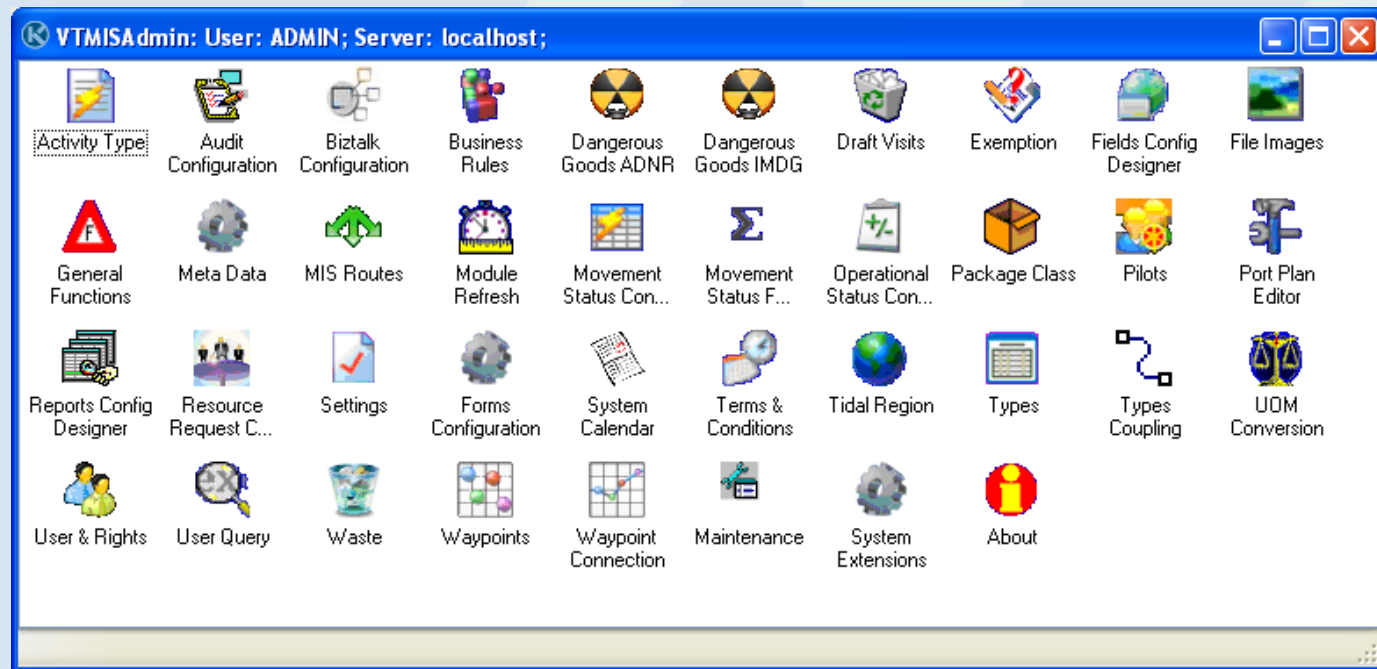 VTMISAdmin: User: ADMIN; Server: localhost;
Activity Type
Audit
Configuration
Biztalk
Configuration
Business
Rules
Dangerous
Goods ADNR
Dangerous
Goods IMDG
Draft Visits
Exemption
Fields Config
Designer
File Images
General
Functions
Meta Data
MIS Routes
Module
Refresh
Movement
Status Con...
Movement
Status F...
Operational
Status Con...
Package Class
Pilots
Port Plan
Editor
Reports Config
Designer
Resource
Request C...
Settings
Forms
Configuration
System
Calendar
Terms &
Conditions
Tidal Region
Types
Types
Coupling
UOM
Conversion
User & Rights
User Query
Waste
Waypoints
Waypoint
Connection
Maintenance
System
Extensions
About